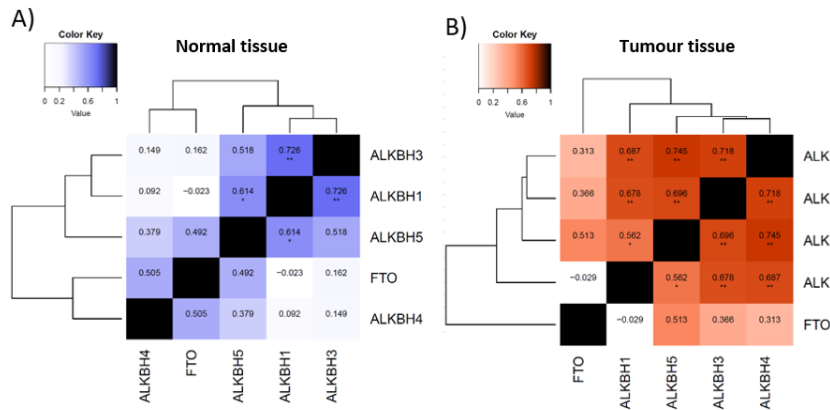 A)
Color Key
0 0.2 0.6 1
Value
Normal tissue
0.149 0.162 0.518 0.726 ** ALKBH3
0.092 −0.023 0.614 * 0.726 ** ALKBH1
0.379 0.492 0.614 * 0.518 ALKBH5
0.505 0.492 −0.023 0.162 FTO
0.505 0.379 0.092 0.149 ALKBH4
ALKBH4 FTO ALKBH5 ALKBH1 ALKBH3
B)
Color Key
0 0.2 0.6 1
Value
Tumour tissue
0.313 0.687 ** 0.745 ** 0.718 ** ALK
0.366 0.678 ** 0.696 ** 0.718 ** ALK
0.513 0.562 * 0.696 ** 0.745 ** ALK
−0.029 0.562 * 0.678 ** 0.687 ** ALK
−0.029 0.513 0.366 0.313 FTO
FTO ALKBH1 ALKBH5 ALKBH3 ALKBH4